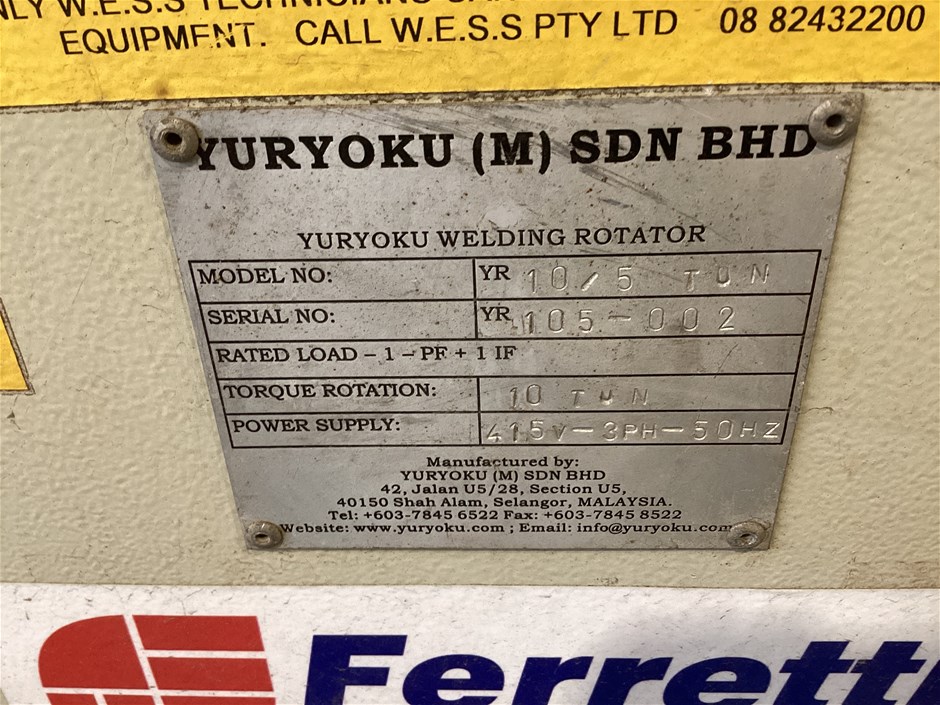 W.E.S.S TECHNICIANS
EQUIPMENT. CALL W.E.S.S PTY LTD 08 82432200
YURYOKU (M) SDN BHD
YURYOKU WELDING ROTATOR
MODEL NO: YR 10/5 TUN
SERIAL NO: YR 105-002
RATED LOAD – 1 – PF + 1 IF
TORQUE ROTATION: 10 TUN
POWER SUPPLY: 415V-3PH-50HZ
Manufactured by:
YURYOKU (M) SDN BHD
42, Jalan U5/28, Section U5,
40150 Shah Alam, Selangor, MALAYSIA.
Tel: +603-7845 6522 Fax: +603-7845 8522
Website: www.yuryoku.com ; Email: info@yuryoku.com